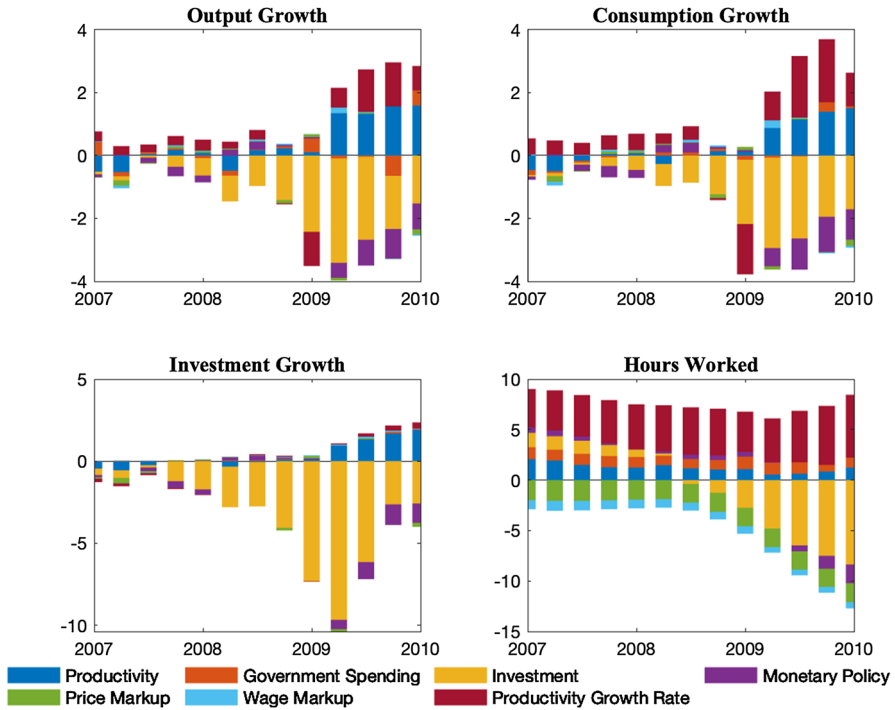 Output Growth
4
2
0
-2
-4
2007 2008 2009 2010
Consumption Growth
4
2
0
-2
-4
2007 2008 2009 2010
Investment Growth
5
0
-5
-10
2007 2008 2009 2010
Hours Worked
10
5
0
-5
-10
-15
2007 2008 2009 2010
Productivity Government Spending Investment Monetary Policy
Price Markup Wage Markup Productivity Growth Rate